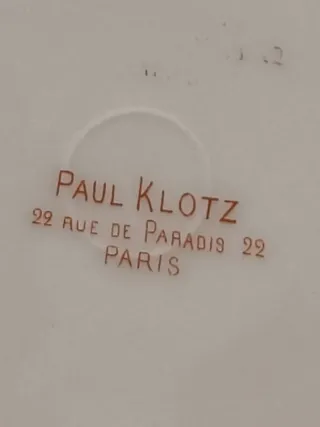 PAUL KLOTZ
22 RUE DE PARADIS 22
PARIS